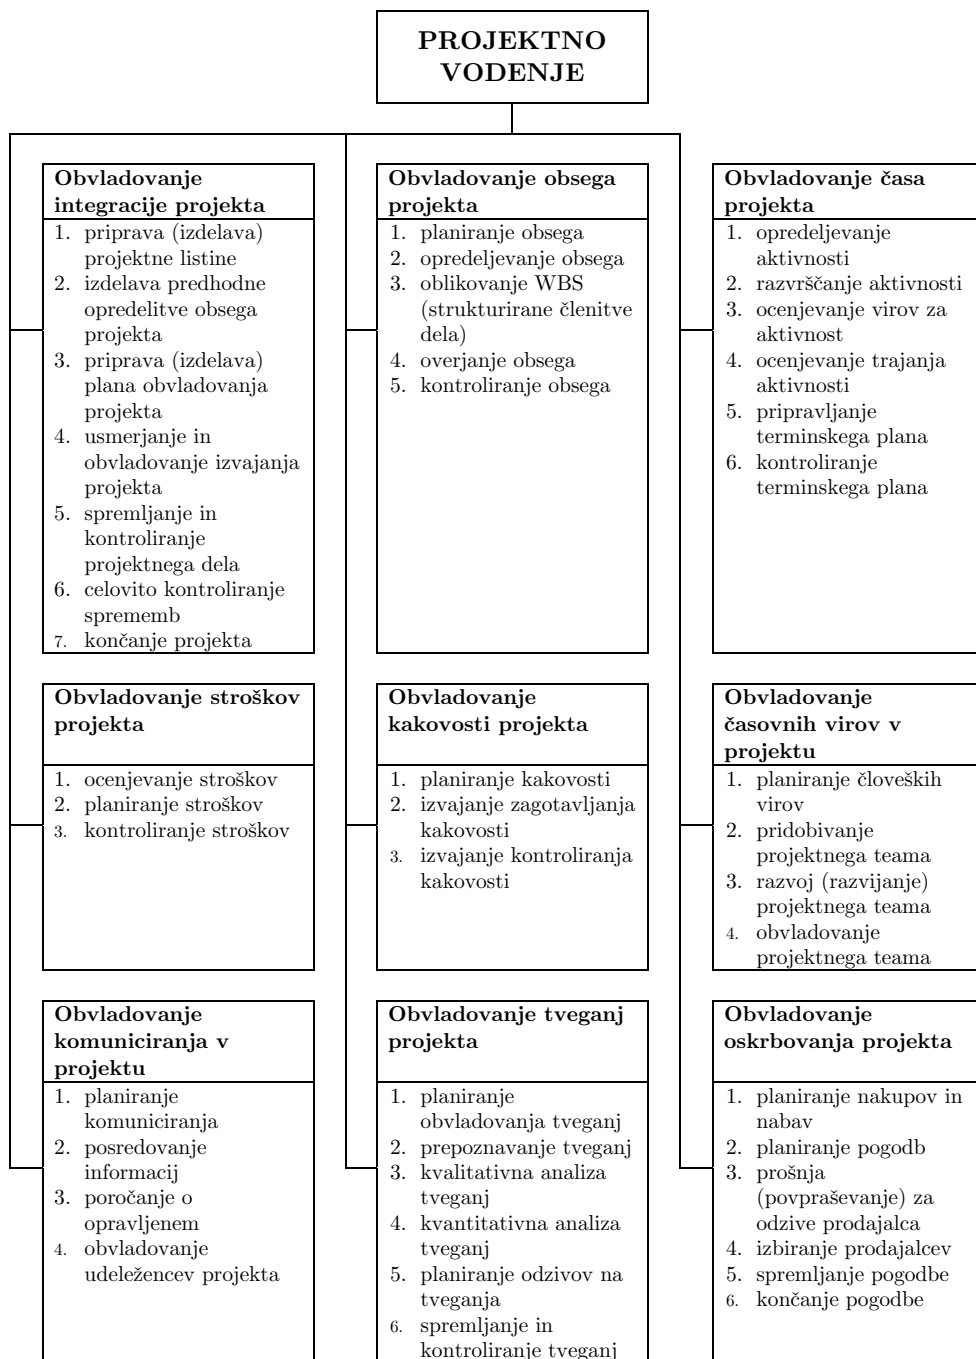 PROJEKTNO
VODENJE
Obvladovanje
integracije projekta
1. priprava (izdelava)
projektne listine
2. izdelava predhodne
opredelitve obsega
projekta
3. priprava (izdelava)
plana obvladovanja
projekta
4. usmerjanje in
obvladovanje izvajanja
projekta
5. spremljanje in
kontroliranje
projektnega dela
6. celovito kontroliranje
sprememb
7. končanje projekta
Obvladovanje obsega
projekta
1. planiranje obsega
2. opredeljevanje obsega
3. oblikovanje WBS
(strukturirane členitve
dela)
4. overjanje obsega
5. kontroliranje obsega
Obvladovanje časa
projekta
1. opredeljevanje
aktivnosti
2. razvrščanje aktivnosti
3. ocenjevanje virov za
aktivnost
4. ocenjevanje trajanja
aktivnosti
5. pripravljanje
terminskega plana
6. kontroliranje
terminskega plana
Obvladovanje stroškov
projekta
1. ocenjevanje stroškov
2. planiranje stroškov
3. kontroliranje stroškov
Obvladovanje
kakovosti projekta
1. planiranje kakovosti
2. izvajanje zagotavljanja
kakovosti
3. izvajanje kontroliranja
kakovosti
Obvladovanje
časovnih virov v
projektu
1. planiranje človeških
virov
2. pridobivanje
projektnega teama
3. razvoj (razvijanje)
projektnega teama
4. obvladovanje
projektnega teama
Obvladovanje
komuniciranja v
projektu
1. planiranje
komuniciranja
2. posredovanje
informacij
3. poročanje o
opravljenem
4. obvladovanje
udeležencev projekta
Obvladovanje tveganj
projekta
1. planiranje
obvladovanja tveganj
2. prepoznavanje tveganj
3. kvalitativna analiza
tveganj
4. kvantitativna analiza
tveganj
5. planiranje odzivov na
tveganja
6. spremljanje in
kontroliranje tveganj
Obvladovanje
oskrbovanja projekta
1. planiranje nakupov in
nabav
2. planiranje pogodb
3. prošnja
(povpraševanje) za
odzive prodajalca
4. izbiranje prodajalcev
5. spremljanje pogodbe
6. končanje pogodbe